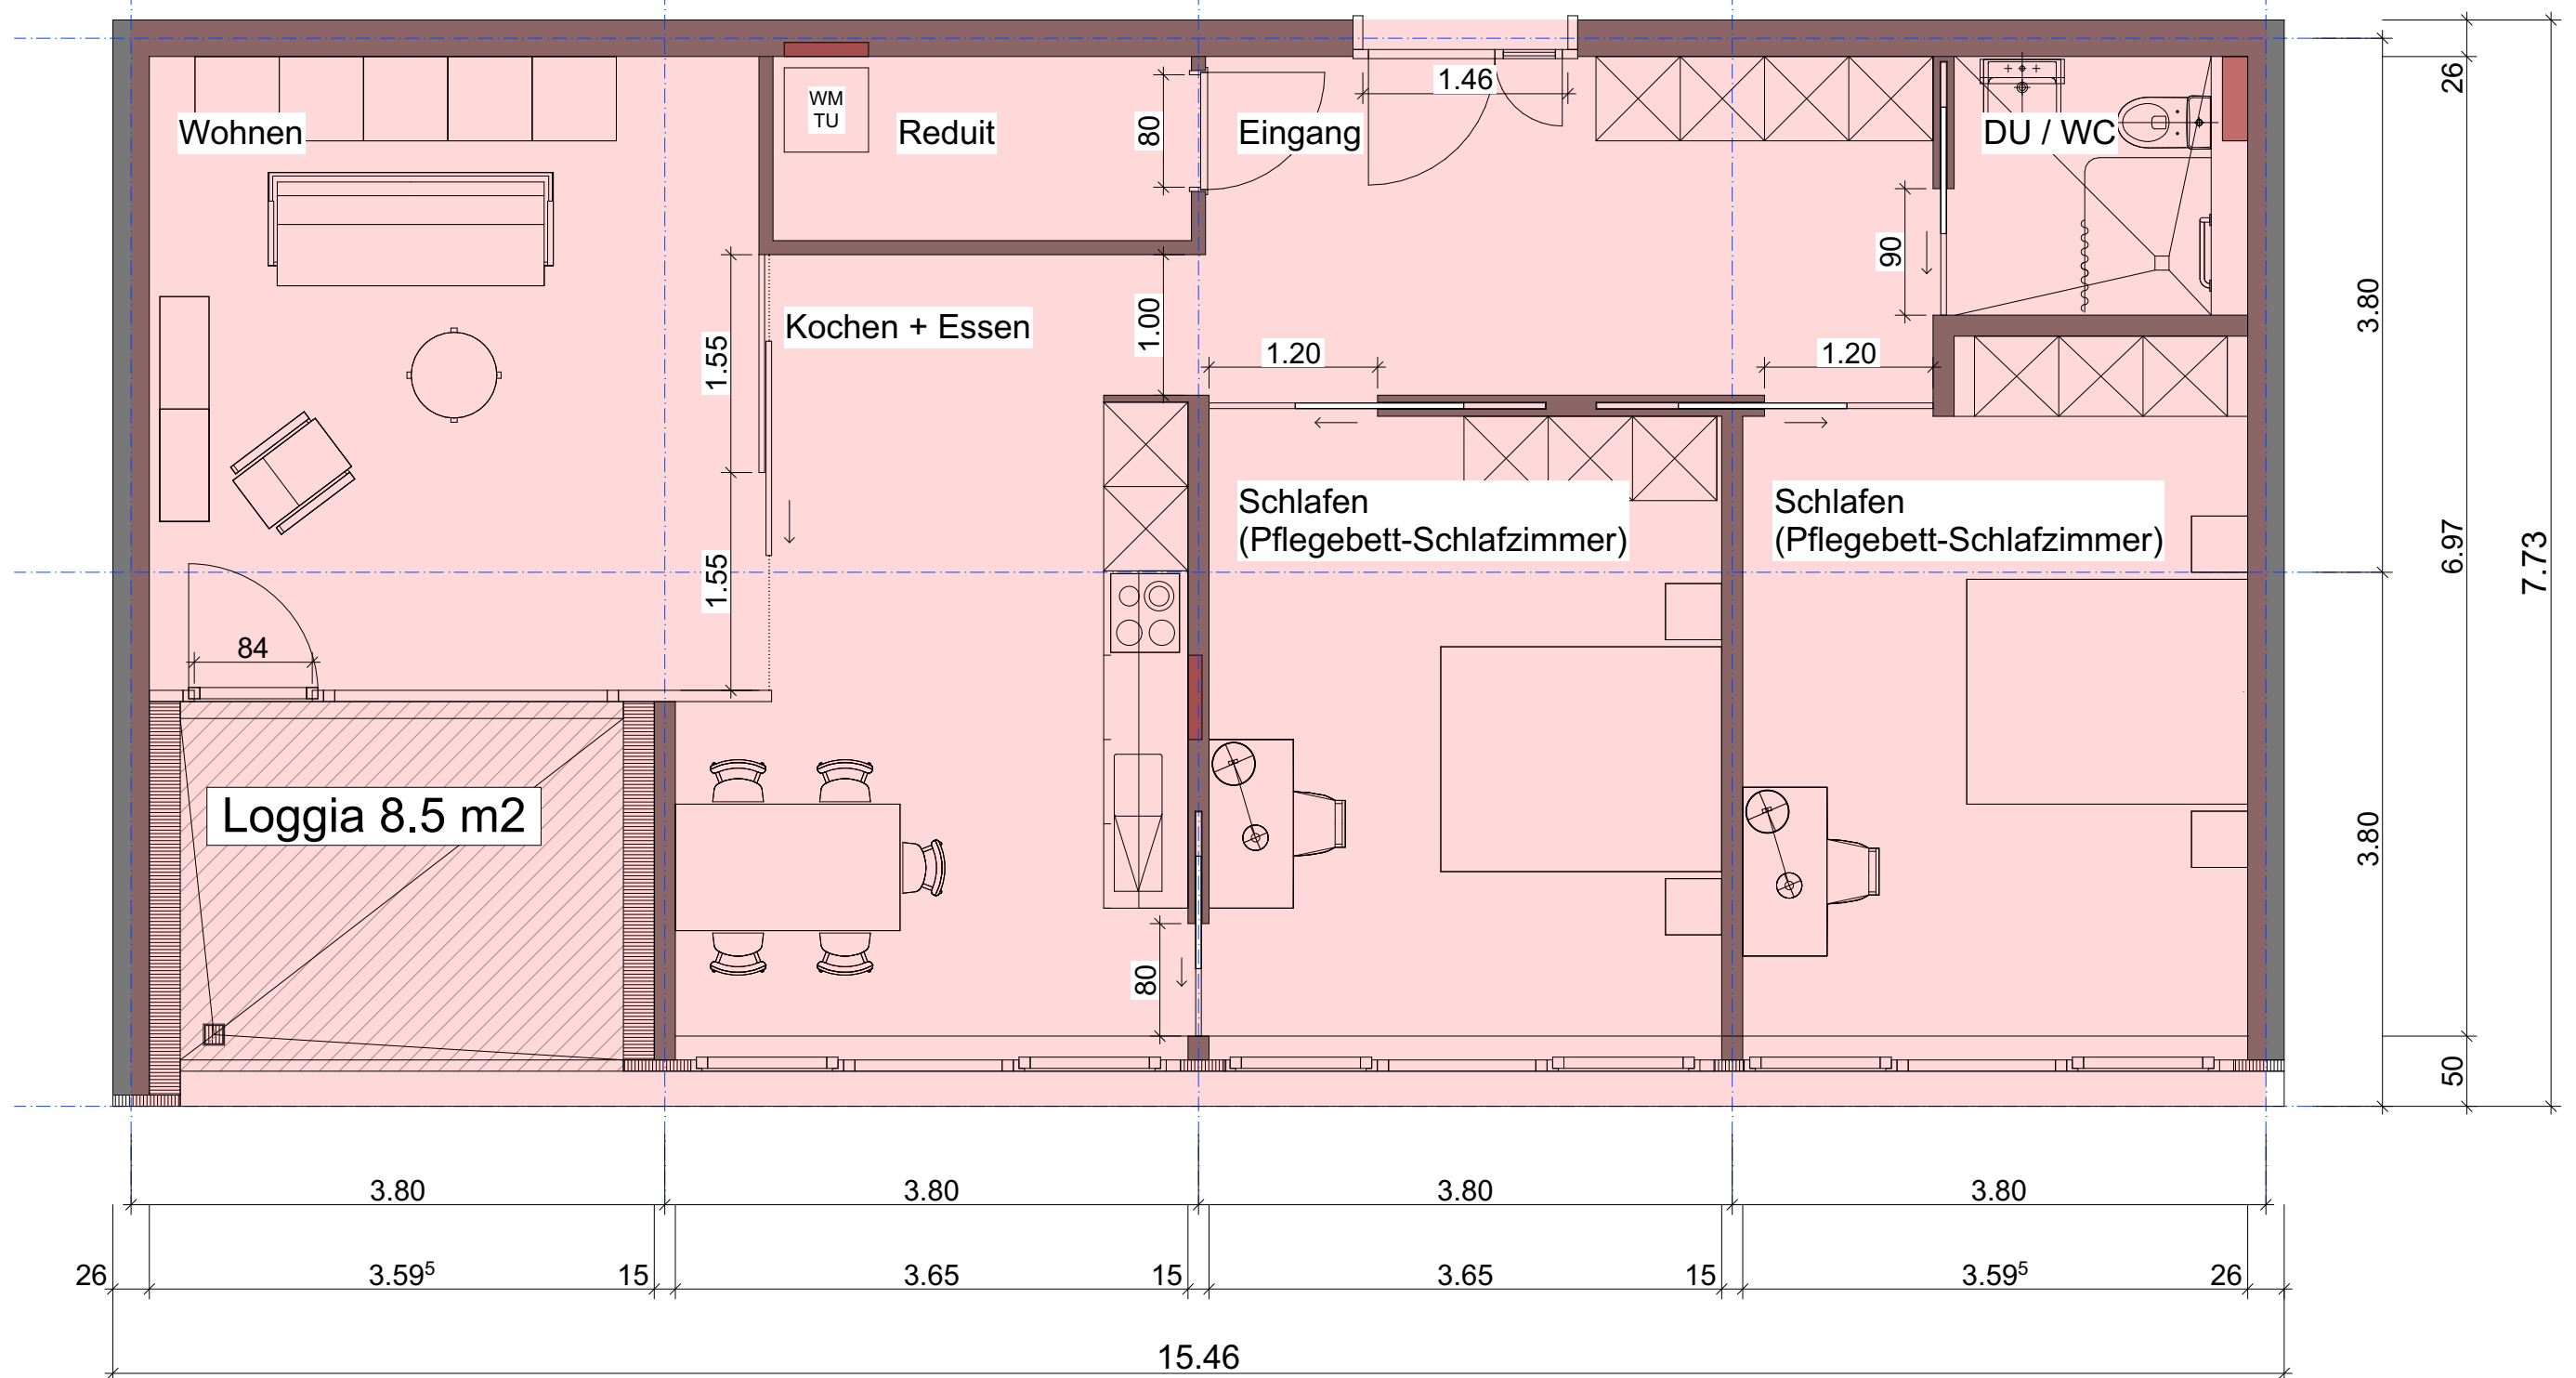 1.46
26
WM
TU
Wohnen
Reduit
80
Eingang
DU / WC
90
3.80
1.00
Kochen + Essen
1.55
1.20
1.20
Schlafen
(Pflegebett-Schlafzimmer)
Schlafen
(Pflegebett-Schlafzimmer)
6.97
7.73
1.55
84
Loggia 8.5 m2
3.80
80
50
3.80
3.80
3.80
3.80
26
3.59⁵
15
3.65
15
3.65
15
3.59⁵
26
15.46